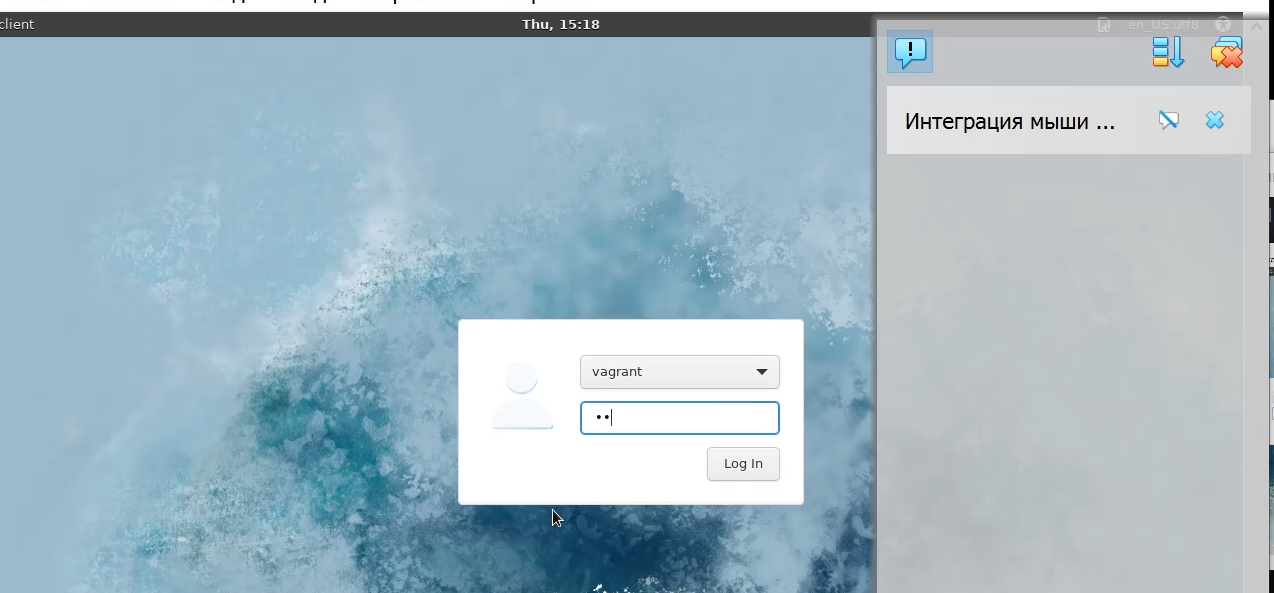 client
Thu, 15:18
en_US.utf8
Интеграция мыши ...
vagrant
Log In